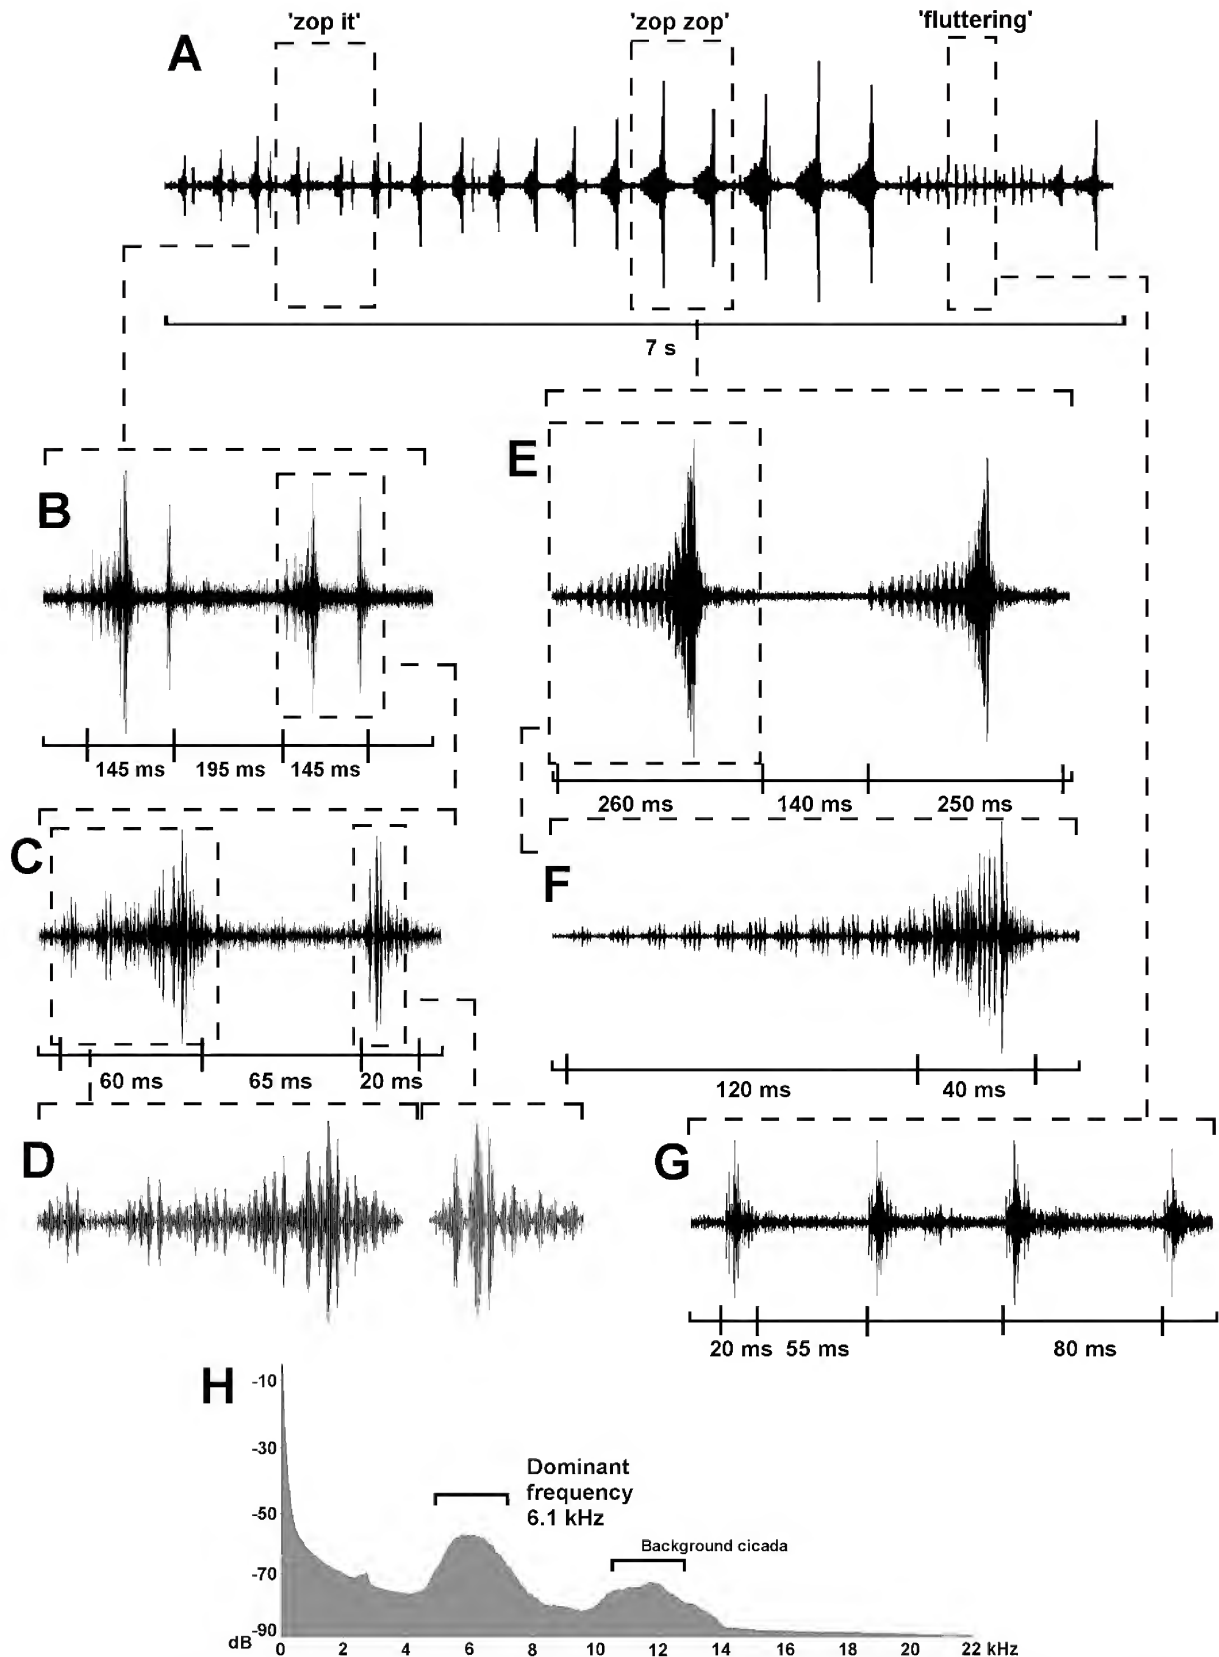 'zop it' 'zop zop' 'fluttering'
A
7 s
B
145 ms 195 ms 145 ms
E
260 ms 140 ms 250 ms
C
60 ms 65 ms 20 ms
F
120 ms 40 ms
D
G
20 ms 55 ms 80 ms
H
-10
-30
-50
-70
-90
dB
Dominant
frequency
6.1 kHz
Background cicada
0 2 4 6 8 10 12 14 16 18 20 22 kHz